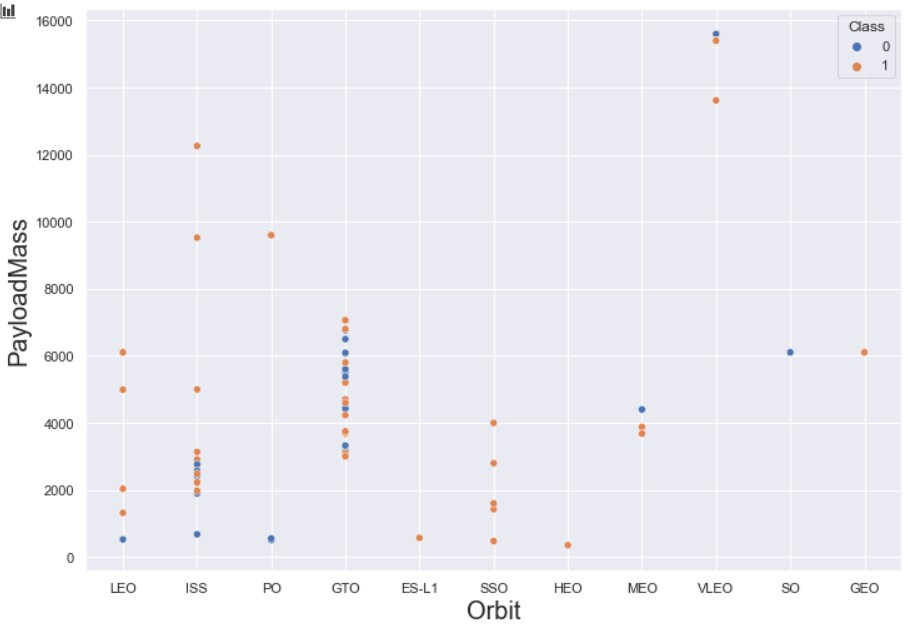 16000
Class
0
1
14000
12000
10000
8000
6000
4000
2000
0
PayloadMass
LEO ISS PO GTO ES-L1 SSO HEO MEO VLEO SO GEO
Orbit